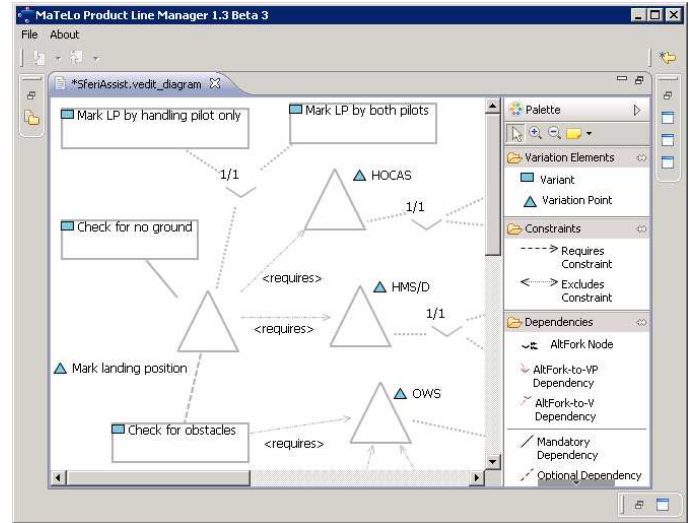 MaTeLo Product Line Manager 1.3 Beta 3
File About
*SferiAssist.vedit_diagram
Mark LP by handling pilot only
Mark LP by both pilots
1/1
HOCAS
1/1
Check for no ground
<requires>
HMS/D
1/1
<requires>
Mark landing position
OWS
Check for obstacles
<requires>
Palette
Variation Elements
Variant
Variation Point
Constraints
Requires
Constraint
Excludes
Constraint
Dependencies
AltFork Node
AltFork-to-VP
Dependency
AltFork-to-V
Dependency
Mandatory
Dependency
Optional Dependency